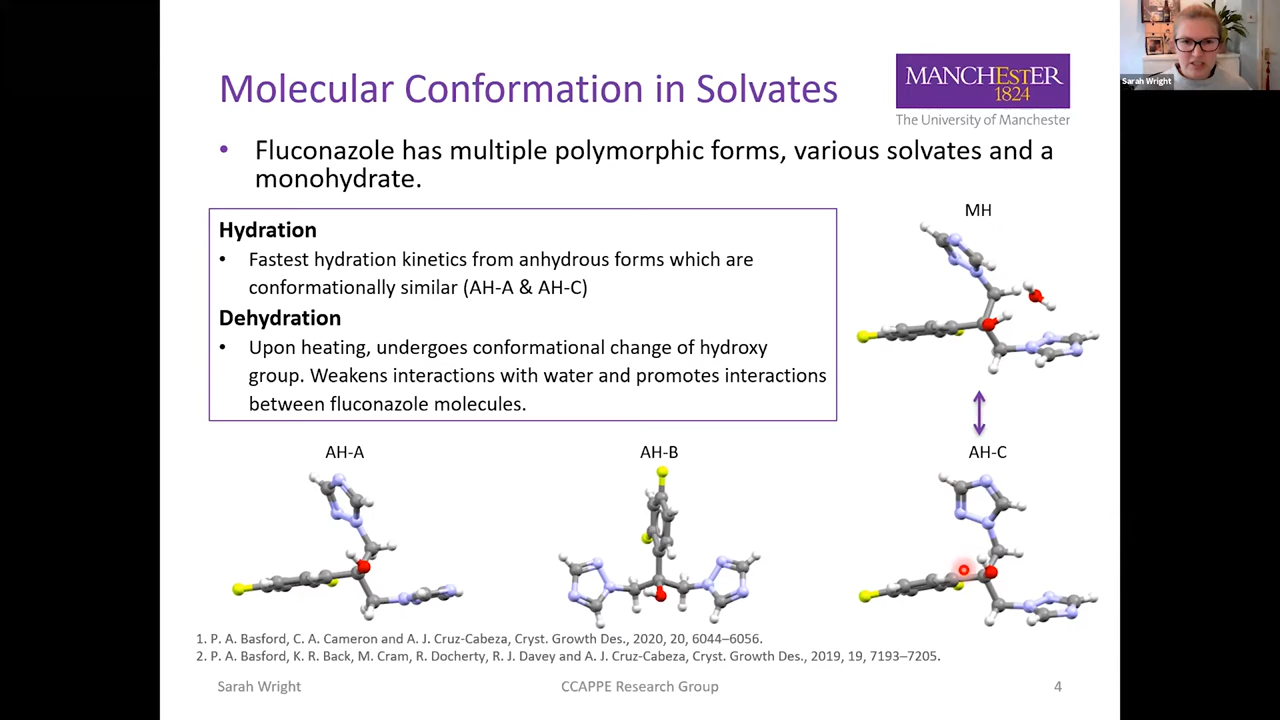 Molecular Conformation in Solvates
MANCHESTER
1824
The University of Manchester
Sarah Wright
• Fluconazole has multiple polymorphic forms, various solvates and a
monohydrate.
MH
Hydration
• Fastest hydration kinetics from anhydrous forms which are
conformationally similar (AH-A & AH-C)
Dehydration
• Upon heating, undergoes conformational change of hydroxy
group. Weakens interactions with water and promotes interactions
between fluconazole molecules.
AH-A
AH-B
AH-C
1. P. A. Basford, C. A. Cameron and A. J. Cruz-Cabeza, Cryst. Growth Des., 2020, 20, 6044–6056.
2. P. A. Basford, K. R. Back, M. Cram, R. Docherty, R. J. Davey and A. J. Cruz-Cabeza, Cryst. Growth Des., 2019, 19, 7193–7205.
Sarah Wright
CCAPPE Research Group
4